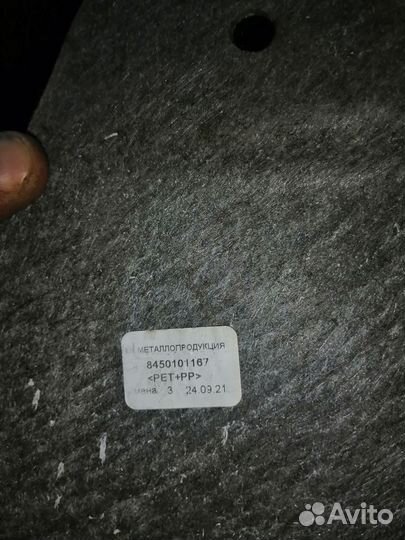 МЕТАЛЛОПРОДУКЦИЯ
8450101167
<PET+PP>
мена 3 24.09.21
Avito